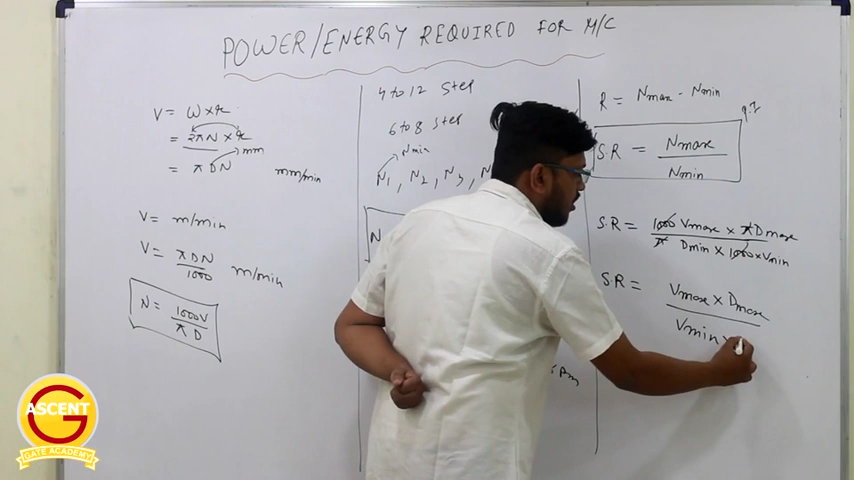 POWER/ENERGY REQUIRED FOR M/C
V = ω × r
= 2πN × r
mm
= πDN mm/min
V = m/min
V = πDN/1000 m/min
N = 1000V/πD
4 to 12 Step
6 to 8 Step
Nmin
N1, N2, N3, N
N
R = Nmax - Nmin
S.R = Nmax/Nmin
S.R = 1000 Vmax × π Dmax/π Dmin × 1000 × Vmin
S.R = Vmax × Dmax/Vmin ×
ASCENT
G
GATE ACADEMY